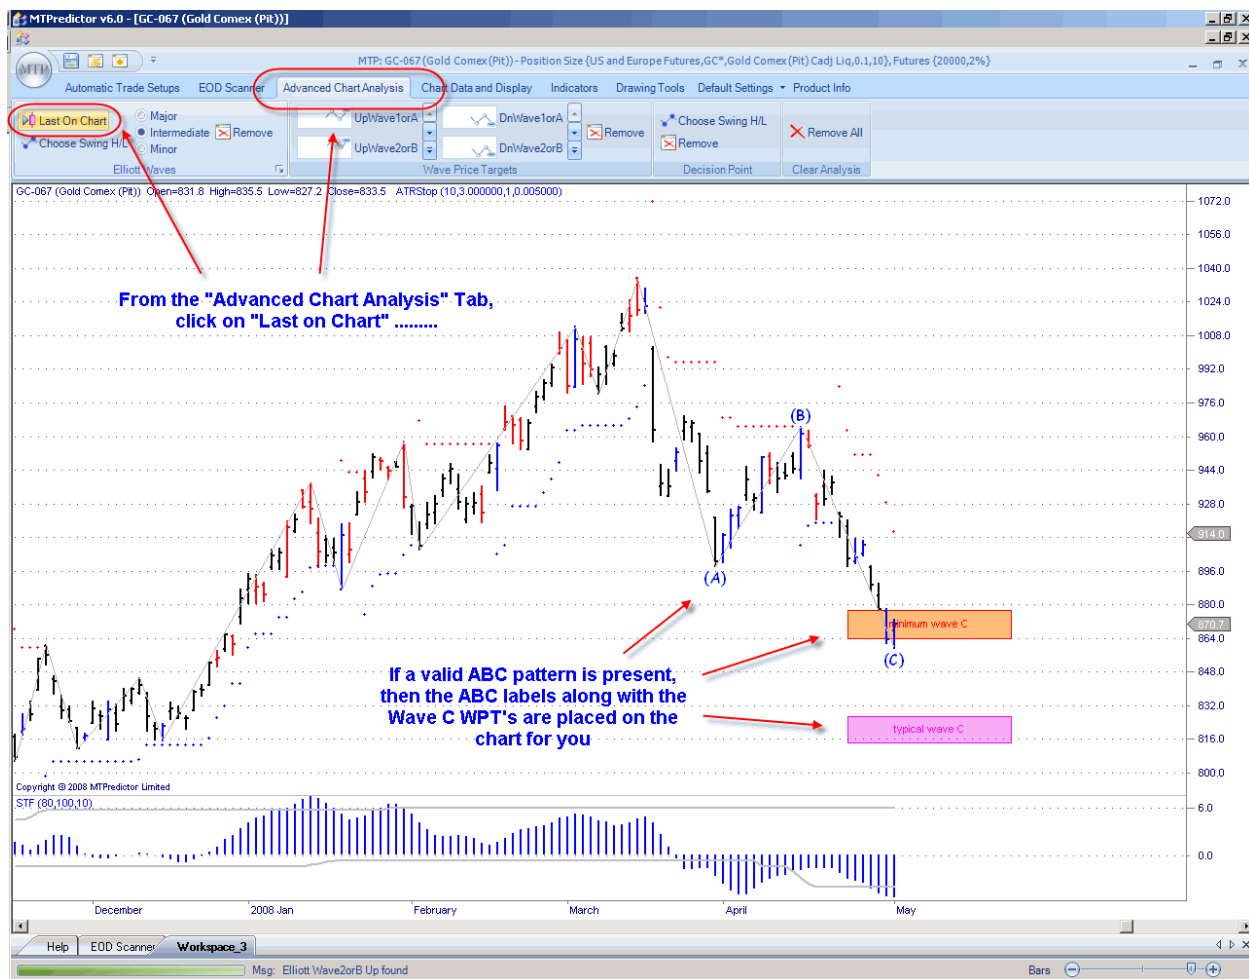 MTPredictor v6.0 - [GC-067 (Gold Comex (Pit))]
MTP
MTP: GC-067 (Gold Comex (Pit)) - Position Size {US and Europe Futures,GC*,Gold Comex (Pit) Cadj Liq,0.1,10}, Futures {20000,2%}
Automatic Trade Setups EOD Scanner Advanced Chart Analysis Chart Data and Display Indicators Drawing Tools Default Settings Product Info
Last On Chart
Choose Swing H/L
Major
Intermediate
Minor
Remove
Elliott Waves
UpWave1orA
UpWave2orB
DnWave1orA
DnWave2orB
Remove
Wave Price Targets
Choose Swing H/L
Remove
Decision Point
Remove All
Clear Analysis
GC-067 (Gold Comex (Pit)) Open=831.8 High=835.5 Low=827.2 Close=833.5 ATRStop (10,3.000000,1,0.005000)
From the "Advanced Chart Analysis" Tab,
click on "Last on Chart" .........
1072.0
1056.0
1040.0
1024.0
1008.0
992.0
976.0
960.0
944.0
928.0
914.0
896.0
880.0
870.7
864.0
848.0
832.0
816.0
800.0
(B)
(A)
minimum wave C
(C)
If a valid ABC pattern is present,
then the ABC labels along with the
Wave C WPT's are placed on the
chart for you
typical wave C
Copyright © 2008 MTPredictor Limited
STF (80,100,10)
6.0
0.0
December 2008 Jan February March April May
Help EOD Scanner Workspace_3
Msg: Elliott Wave2orB Up found
Bars